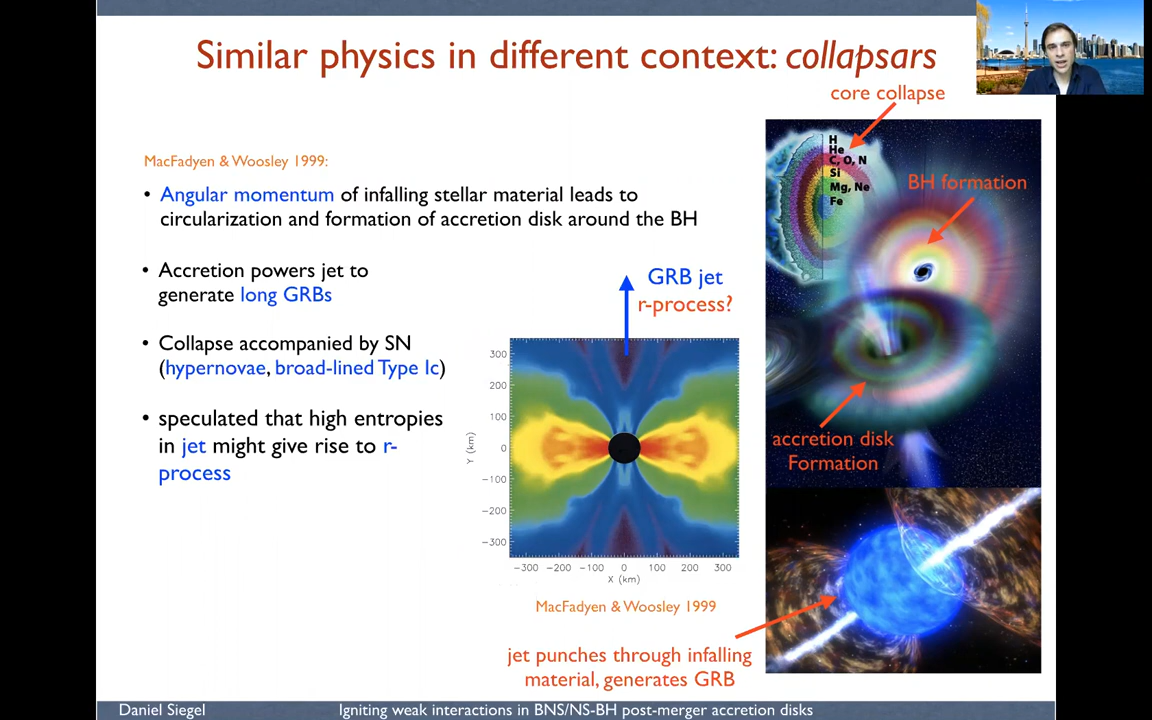 Similar physics in different context: collapsars
core collapse
MacFadyen & Woosley 1999:
• Angular momentum of infalling stellar material leads to
circularization and formation of accretion disk around the BH
• Accretion powers jet to
generate long GRBs
• Collapse accompanied by SN
(hypernovae, broad-lined Type Ic)
• speculated that high entropies
in jet might give rise to r-
process
GRB jet
r-process?
300
200
100
0
-100
-200
-300
Y (km)
-300 -200 -100 0 100 200 300
X (km)
MacFadyen & Woosley 1999
H
He
C, O, N
Si
Mg, Ne
Fe
BH formation
accretion disk
Formation
jet punches through infalling
material, generates GRB
Daniel Siegel
Igniting weak interactions in BNS/NS-BH post-merger accretion disks